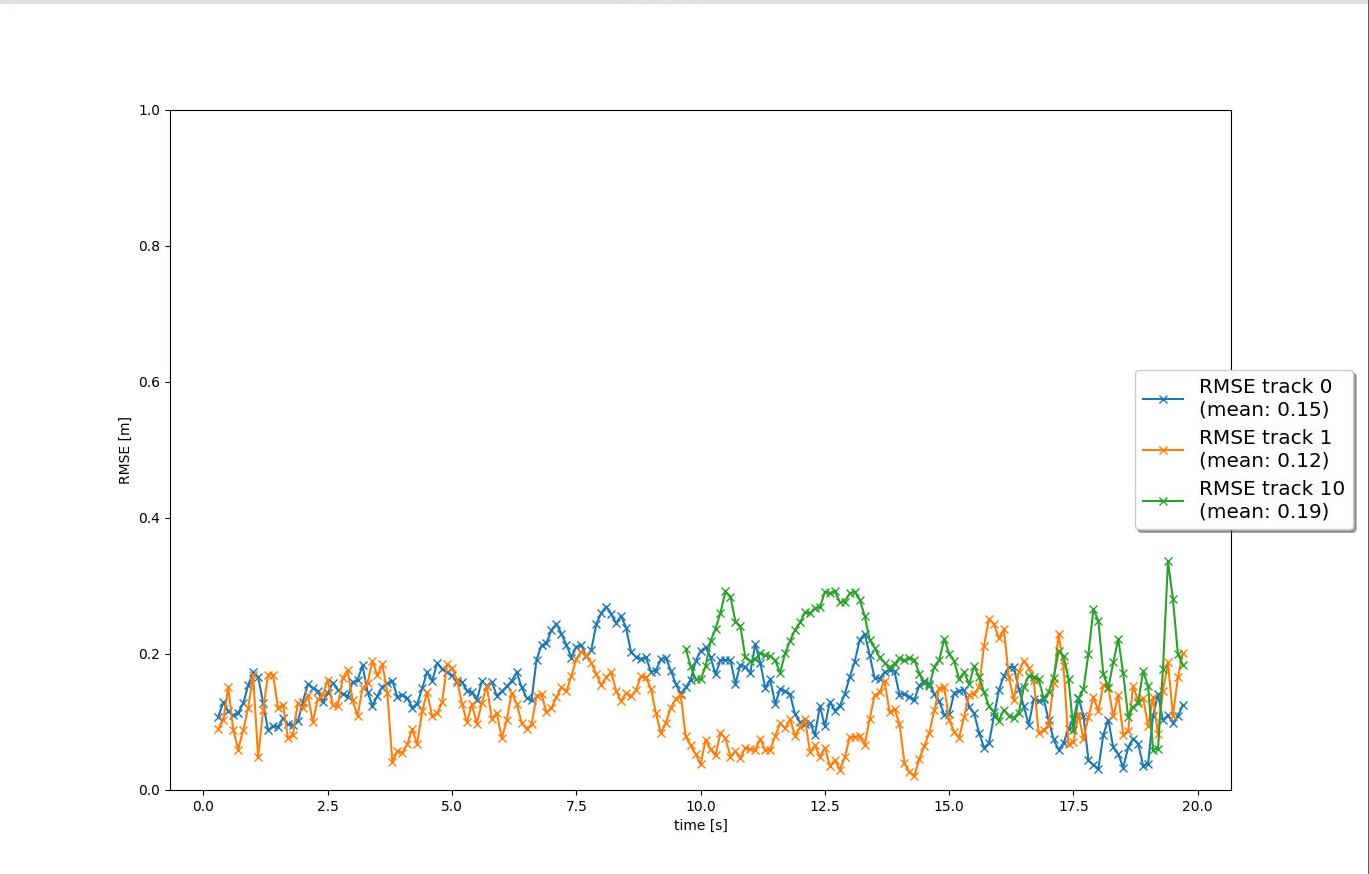 1.0
0.8
0.6
0.4
0.2
0.0
RMSE [m]
0.0 2.5 5.0 7.5 10.0 12.5 15.0 17.5 20.0
time [s]
RMSE track 0
(mean: 0.15)
RMSE track 1
(mean: 0.12)
RMSE track 10
(mean: 0.19)